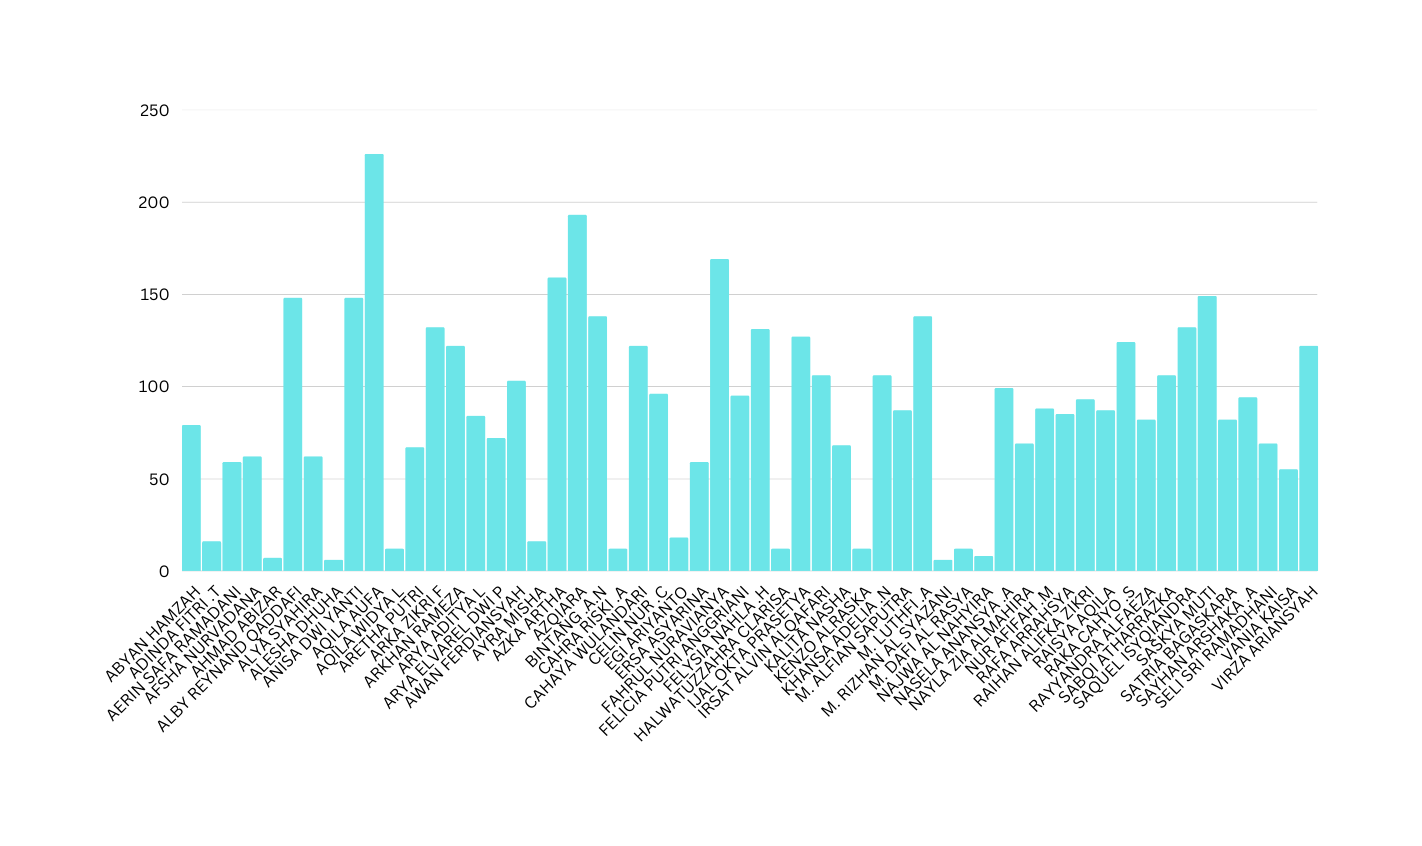 250
200
150
100
50
0
ABYAN HAMZAH
ADINDA FITRI .T
AERIN SAFA RAMADANI
AFSHA NURVADANA
AHMAD ABIZAR
ALBY REYNAND QADDAFI
ALYA SYAHIRA
ALESHA DHUHA
ANISA DWI YANTI
AQILA AUFA
AQILA WIDYA L
ARETHA PUTRI
ARKA ZIKRI F
ARKHAN RAMEZA
ARYA ADITYA L
ARYA VAREL DWI P
AWAN FERDIANSYAH
AYRA MISHA
AZKA ARTHA
AZQIARA
BINTANG A.N
CAHRA RISKI .A
CAHAYA WULANDARI
CELIN NUR .C
EGI ARIYANTO
ERSA ASYARINA
FAHRUL NURAVIANYA
FELICIA PUTRI ANGGRIANI
FELYSIA NAHLA .H
HALWATUZZAHRA CLARISA
IJAL OKTA PRASETYA
IRSAT ALVIN ALQAFARI
KALITA NASHA
KENZO ALRASKA
KHANSA ADELIA .N
M. ALFIAN SAPUTRA
M. LUTHFI .A
M. RIZHAN AL SYAZANI
M. DAFI AL RASYA
NAJWA AL NAHYIRA
NASELA ANANSYA .A
NAYLA ZIA ALMAHIRA
NUR AFIFAH M
RAFA ARRAHSYA
RAIHAN ALIFKA ZIKRI
RAISYA AQILA
RAKA CAHYO .S
RAYYANDRA ALFAEZA
SABQI ATHARRAZKA
SAQUEL ISYQIANDRA
SASKYA MUTI
SATRIA BAGASKARA
SAYHAN ARSHAKA .A
SELI SRI RAMADHANI
VANIA KAISA
VIRZA ARIANSYAH